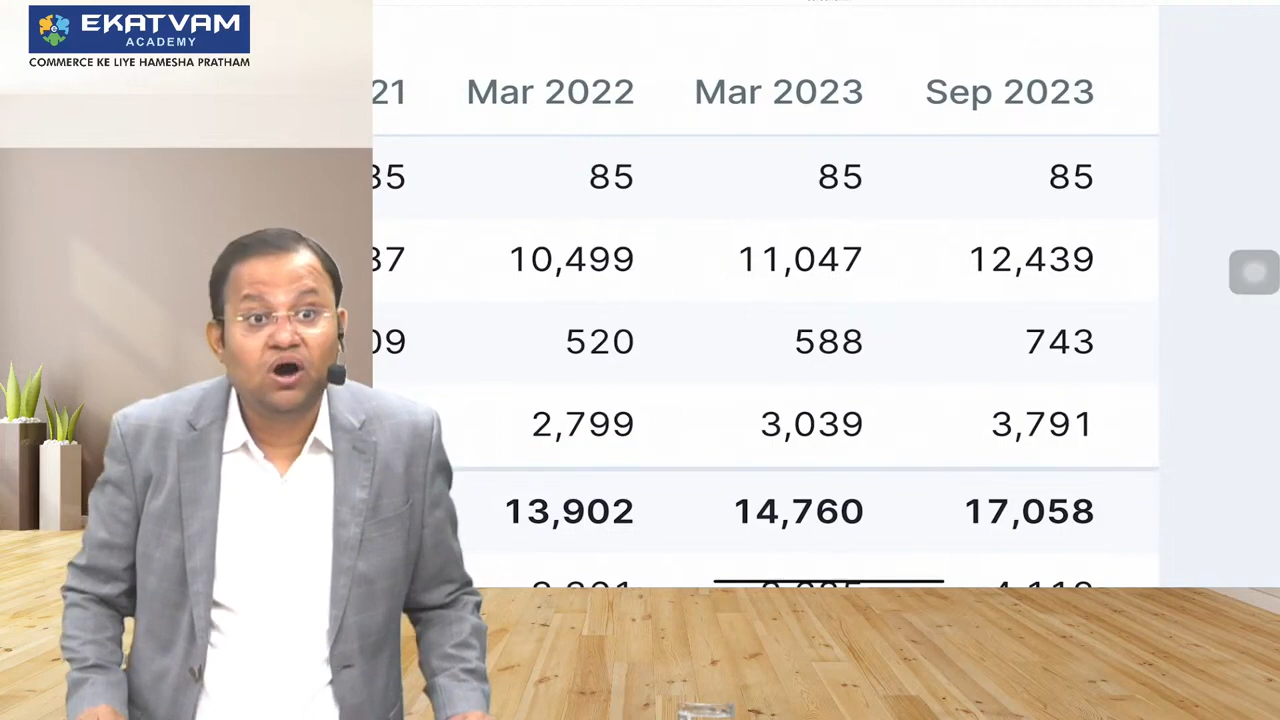 EKATVAM
ACADEMY
COMMERCE KE LIYE HAMESHA PRATHAM
21 Mar 2022 Mar 2023 Sep 2023
85 85 85
10,499 11,047 12,439
520 588 743
2,799 3,039 3,791
13,902 14,760 17,058